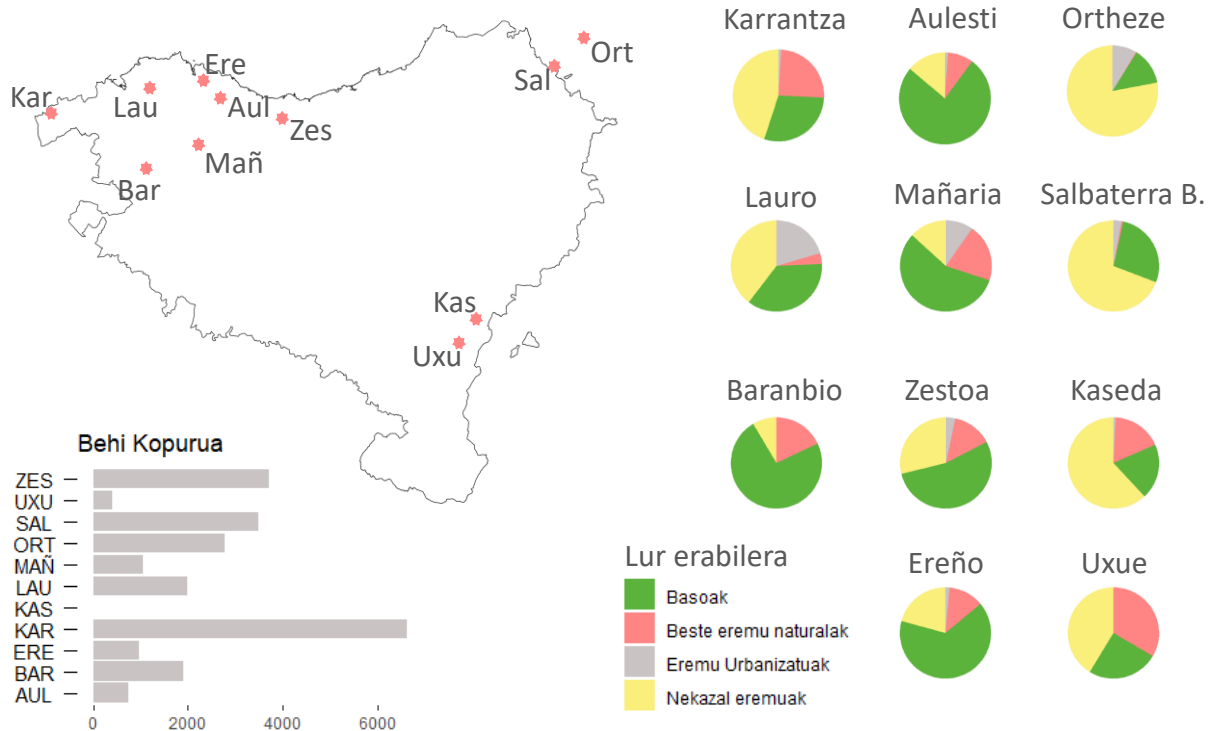 Ort
Ere
Sal
Kar
Lau
Aul
Zes
Mañ
Bar
Kas
Uxu
Karrantza
Aulesti
Ortheze
Lauro
Mañaria
Salbaterra B.
Baranbio
Zestoa
Kaseda
Ereño
Uxue
Behi Kopurua
ZES
UXU
SAL
ORT
MAÑ
LAU
KAS
KAR
ERE
BAR
AUL
0 2000 4000 6000
Lur erabilera
Basoak
Beste eremu naturalak
Eremu Urbanizatuak
Nekazal eremuak